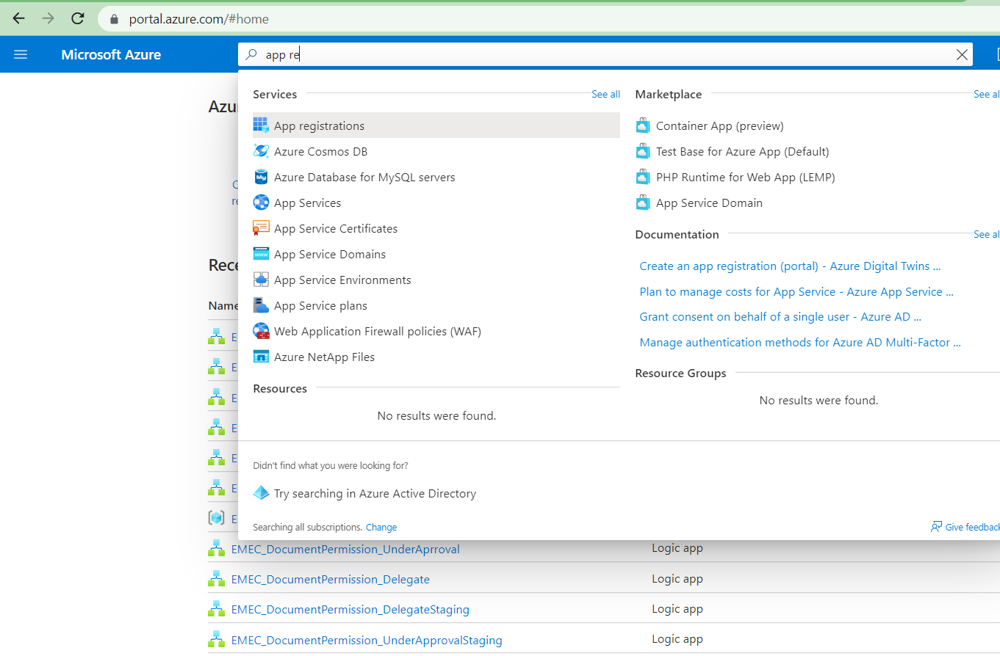 portal.azure.com/#home
Microsoft Azure
app re
Azu
Rece
Name
E
E
E
E
E
E
E
Services
See all
App registrations
Azure Cosmos DB
Azure Database for MySQL servers
App Services
App Service Certificates
App Service Domains
App Service Environments
App Service plans
Web Application Firewall policies (WAF)
Azure NetApp Files
Resources
No results were found.
Marketplace
See al
Container App (preview)
Test Base for Azure App (Default)
PHP Runtime for Web App (LEMP)
App Service Domain
Documentation
See al
Create an app registration (portal) - Azure Digital Twins ...
Plan to manage costs for App Service - Azure App Service ...
Grant consent on behalf of a single user - Azure AD ...
Manage authentication methods for Azure AD Multi-Factor ...
Resource Groups
No results were found.
Didn't find what you were looking for?
Try searching in Azure Active Directory
Searching all subscriptions. Change
Give feedback
EMEC_DocumentPermission_UnderAprroval Logic app
EMEC_DocumentPermission_Delegate Logic app
EMEC_DocumentPermission_DelegateStaging Logic app
EMEC_DocumentPermission_UnderApprovalStaging Logic app